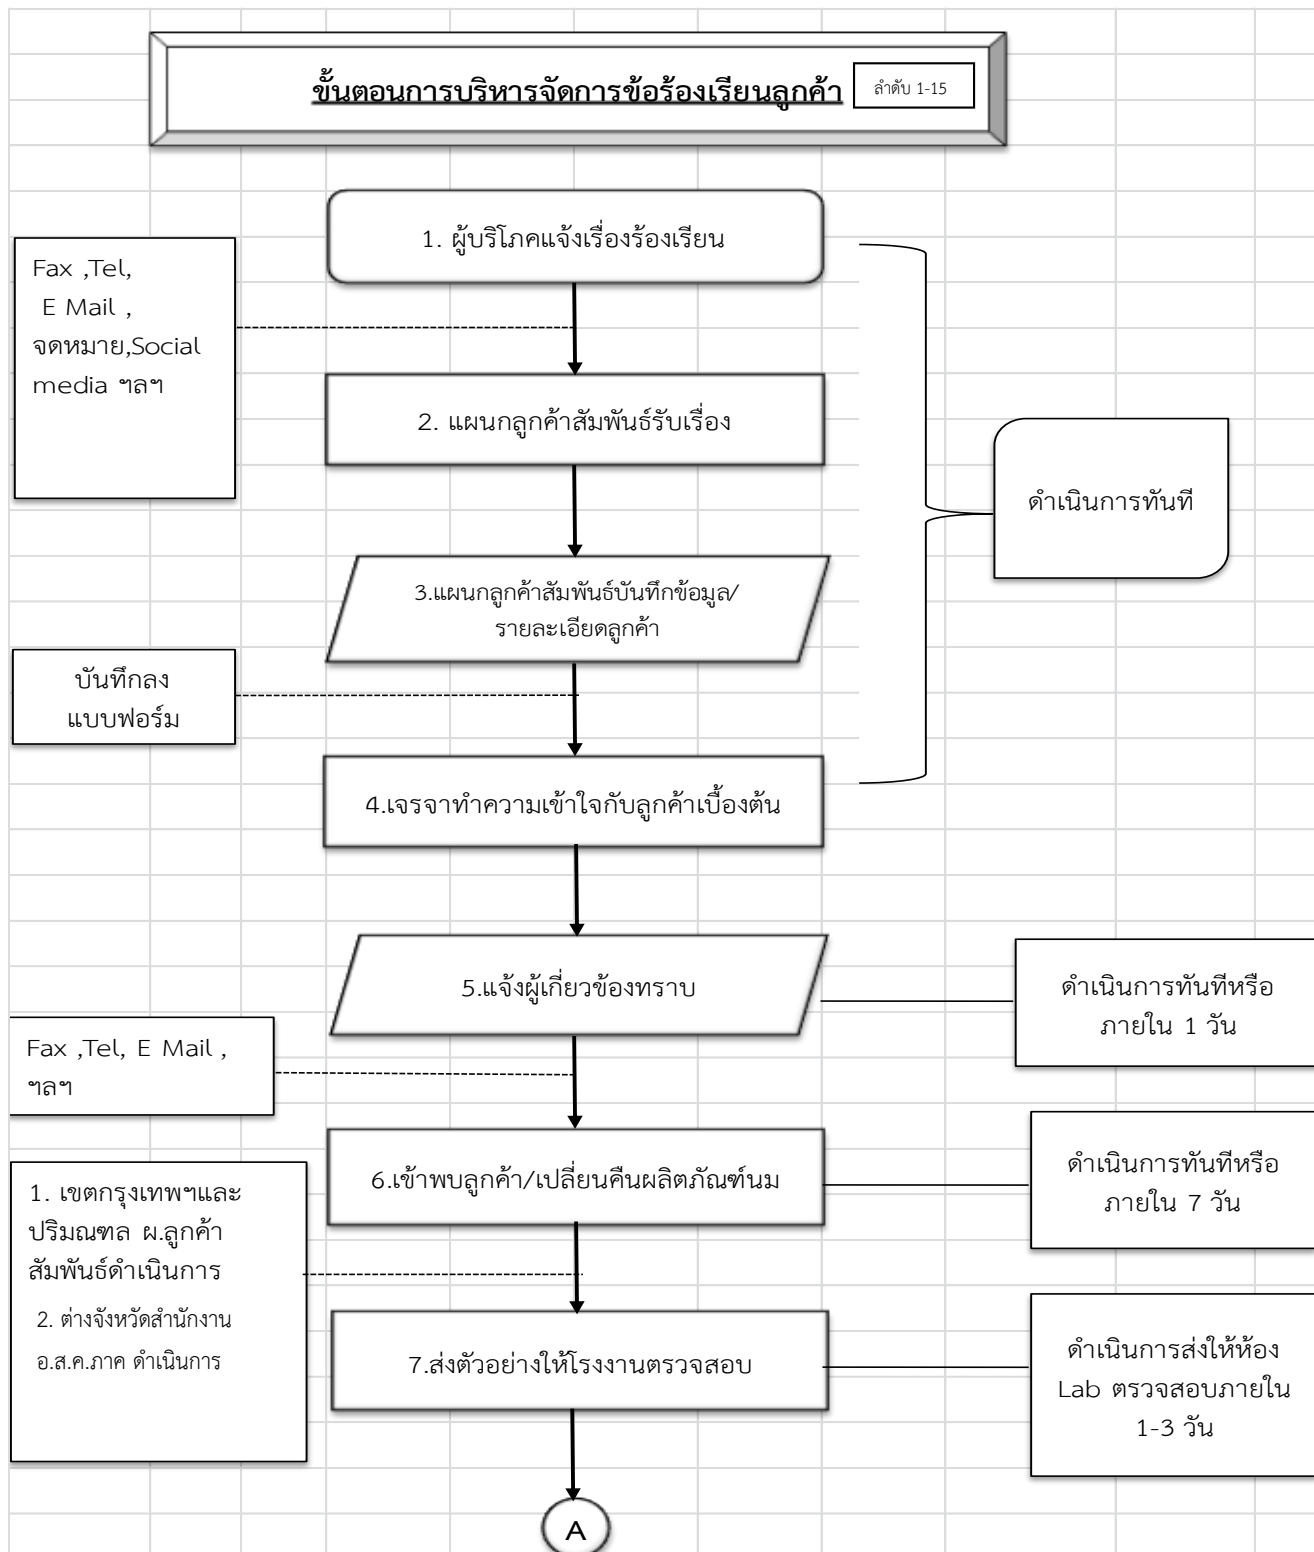 ขั้นตอนการบริหารจัดการข้อร้องเรียนลูกค้า
ลำดับ 1-15
1. ผู้บริโภคแจ้งเรื่องร้องเรียน
Fax ,Tel,
E Mail ,
จดหมาย,Social
media ฯลฯ
2. แผนกลูกค้าสัมพันธ์รับเรื่อง
ดำเนินการทันที
3.แผนกลูกค้าสัมพันธ์บันทึกข้อมูล/
รายละเอียดลูกค้า
บันทึกลง
แบบฟอร์ม
4.เจรจาทำความเข้าใจกับลูกค้าเบื้องต้น
5.แจ้งผู้เกี่ยวข้องทราบ
ดำเนินการทันทีหรือ
ภายใน 1 วัน
Fax ,Tel, E Mail ,
ฯลฯ
6.เข้าพบลูกค้า/เปลี่ยนคืนผลิตภัณฑ์นม
ดำเนินการทันทีหรือ
ภายใน 7 วัน
1. เขตกรุงเทพฯและ
ปริมณฑล ผ.ลูกค้า
สัมพันธ์ดำเนินการ
2. ต่างจังหวัดสำนักงาน
อ.ส.ค.ภาค ดำเนินการ
7.ส่งตัวอย่างให้โรงงานตรวจสอบ
ดำเนินการส่งให้ห้อง
Lab ตรวจสอบภายใน
1-3 วัน
A